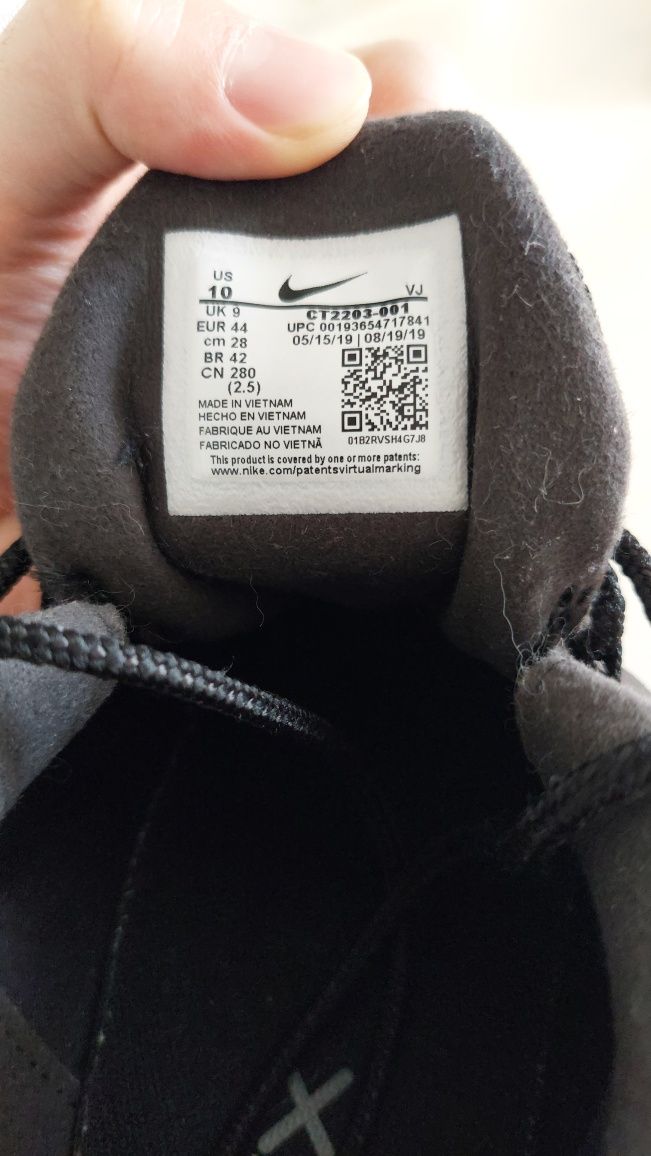 US
10 VJ
UK 9 CT2203-001
EUR 44 UPC 00193654717841
cm 28 05/15/19 | 08/19/19
BR 42
CN 280
(2.5)
MADE IN VIETNAM
HECHO EN VIETNAM
FABRIQUE AU VIETNAM
FABRICADO NO VIETNÃ 01B2RVSH4G7J8
This product is covered by one or more patents:
www.nike.com/patentsvirtualmarking